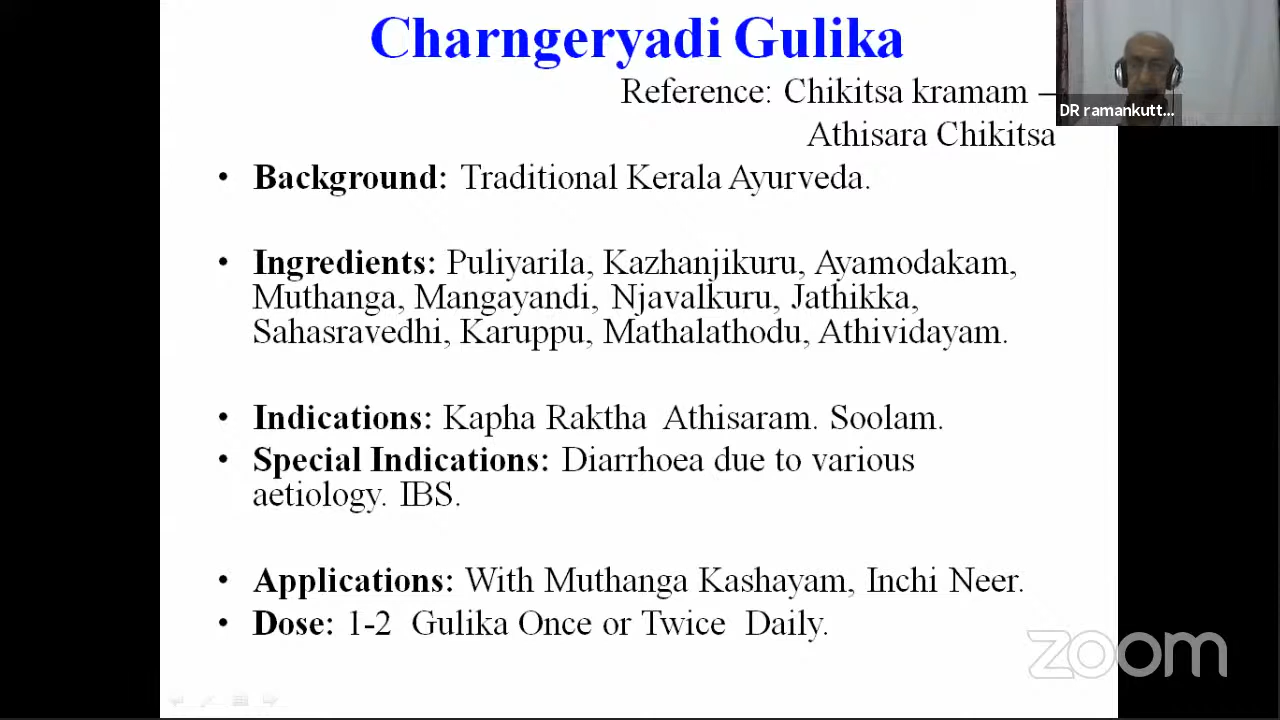 Charngeryadi Gulika
Reference: Chikitsa kramam –
Athisara Chikitsa
DR ramankutt...
• Background: Traditional Kerala Ayurveda.
• Ingredients: Puliyarila, Kazhanjikuru, Ayamodakam,
Muthanga, Mangayandi, Njavalkuru, Jathikka,
Sahasravedhi, Karuppu, Mathalathodu, Athividayam.
• Indications: Kapha Raktha Athisaram. Soolam.
• Special Indications: Diarrhoea due to various
aetiology. IBS.
• Applications: With Muthanga Kashayam, Inchi Neer.
• Dose: 1-2 Gulika Once or Twice Daily.
zoom